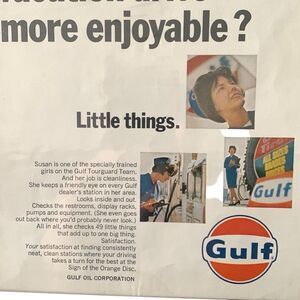 more enjoyable?
Little things.
Susan is one of the specially trained
girls on the Gulf Tourguard Team.
And her job is cleanliness.
She keeps a friendly eye on every Gulf
dealer's station in her area.
Looks inside and out.
Checks the restrooms, display racks,
pumps and equipment. (She even goes
out back where you'd probably never look.)
All in all, she checks 49 little things
that add up to one big thing.
Satisfaction.
Your satisfaction at finding consistently
neat, clean stations where your driving
takes a turn for the best at the
Sign of the Orange Disc.
GULF OIL CORPORATION
Gulf
Gulf